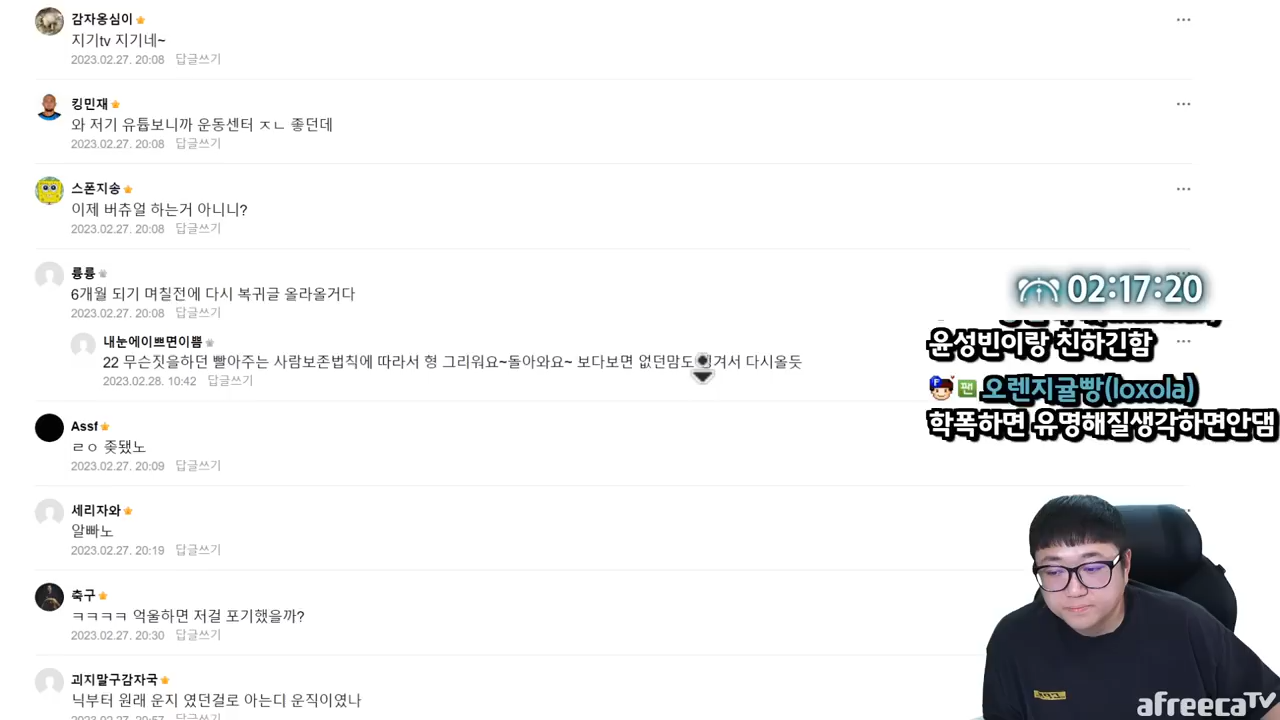 감자옹심이
지기tv 지기네~
2023.02.27. 20:08 답글쓰기
킹민재
와 저기 유튭보니까 운동센터 ㅈㄴ 좋던데
2023.02.27. 20:08 답글쓰기
스폰지송
이제 버츄얼 하는거 아니니?
2023.02.27. 20:08 답글쓰기
륭륭
6개월 되기 며칠전에 다시 복귀글 올라올거다
2023.02.27. 20:08 답글쓰기
02:17:20
내눈에이쁘면이쁨
22 무슨짓을하던 빨아주는 사람보존법칙에 따라서 형 그리워요~돌아와요~ 보다보면 없던맘도 겨서 다시올듯
2023.02.28. 10:42 답글쓰기
윤성빈이랑 친하긴함
F 팬 오렌지귤빵(loxola)
학폭하면 유명해질생각하면안댐
Assf
ㄹㅇ 좆됐노
2023.02.27. 20:09 답글쓰기
세리자와
알빠노
2023.02.27. 20:19 답글쓰기
축구
ㅋㅋㅋㅋ 억울하면 저걸 포기했을까?
2023.02.27. 20:30 답글쓰기
괴지말구감자국
닉부터 원래 운지 였던걸로 아는디 운직이였나
2023.02.27. 20:57 답글쓰기
afreecaTV